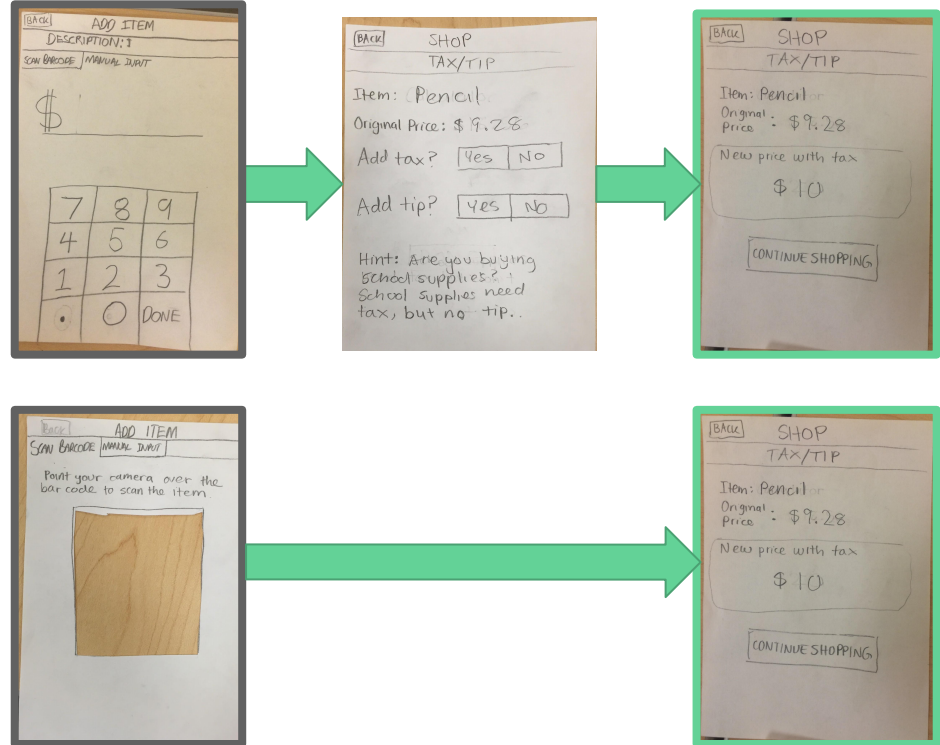 BACK
ADD ITEM
DESCRIPTION:
SCAN BARCODE MANUAL INPUT
$
7 8 9
4 5 6
1 2 3
. 0 DONE
BACK
SHOP
TAX/TIP
Item: Pencil
Original Price: $9.28
Add tax? Yes No
Add tip? Yes No
Hint: Are you buying
school supplies?
School supplies need
tax, but no tip..
BACK
SHOP
TAX/TIP
Item: Pencil
Original
Price : $9.28
New price with tax
$10
CONTINUE SHOPPING
BACK
ADD ITEM
SCAN BARCODE MANUAL INPUT
Point your camera over the
bar code to scan the item.
BACK
SHOP
TAX/TIP
Item: Pencil
Original
Price : $9.28
New price with tax
$10
CONTINUE SHOPPING